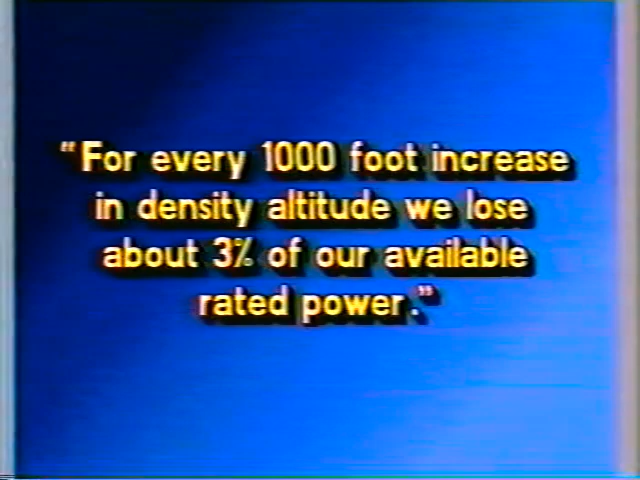 "For every 1000 foot increase
in density altitude we lose
about 3% of our available
rated power."